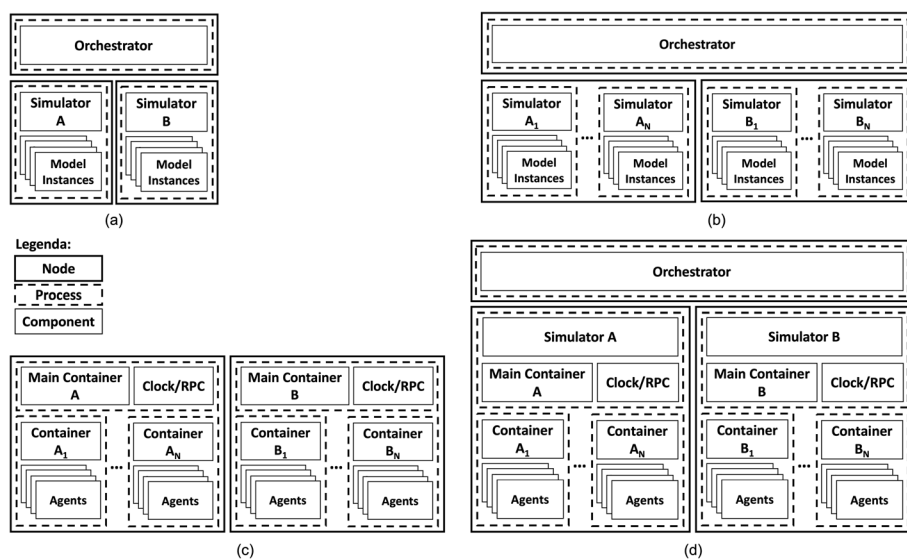 Orchestrator
Simulator
A
Model
Instances
Simulator
B
Model
Instances
(a)
Orchestrator
Simulator
A1
Model
Instances
...
Simulator
AN
Model
Instances
Simulator
B1
Model
Instances
...
Simulator
BN
Model
Instances
(b)
Legenda:
Node
Process
Component
Main Container
A
Clock/RPC
Container
A1
Agents
...
Container
AN
Agents
Main Container
B
Clock/RPC
Container
B1
Agents
...
Container
BN
Agents
(c)
Orchestrator
Simulator A
Main Container
A
Clock/RPC
Container
A1
Agents
...
Container
AN
Agents
Simulator B
Main Container
B
Clock/RPC
Container
B1
Agents
...
Container
BN
Agents
(d)